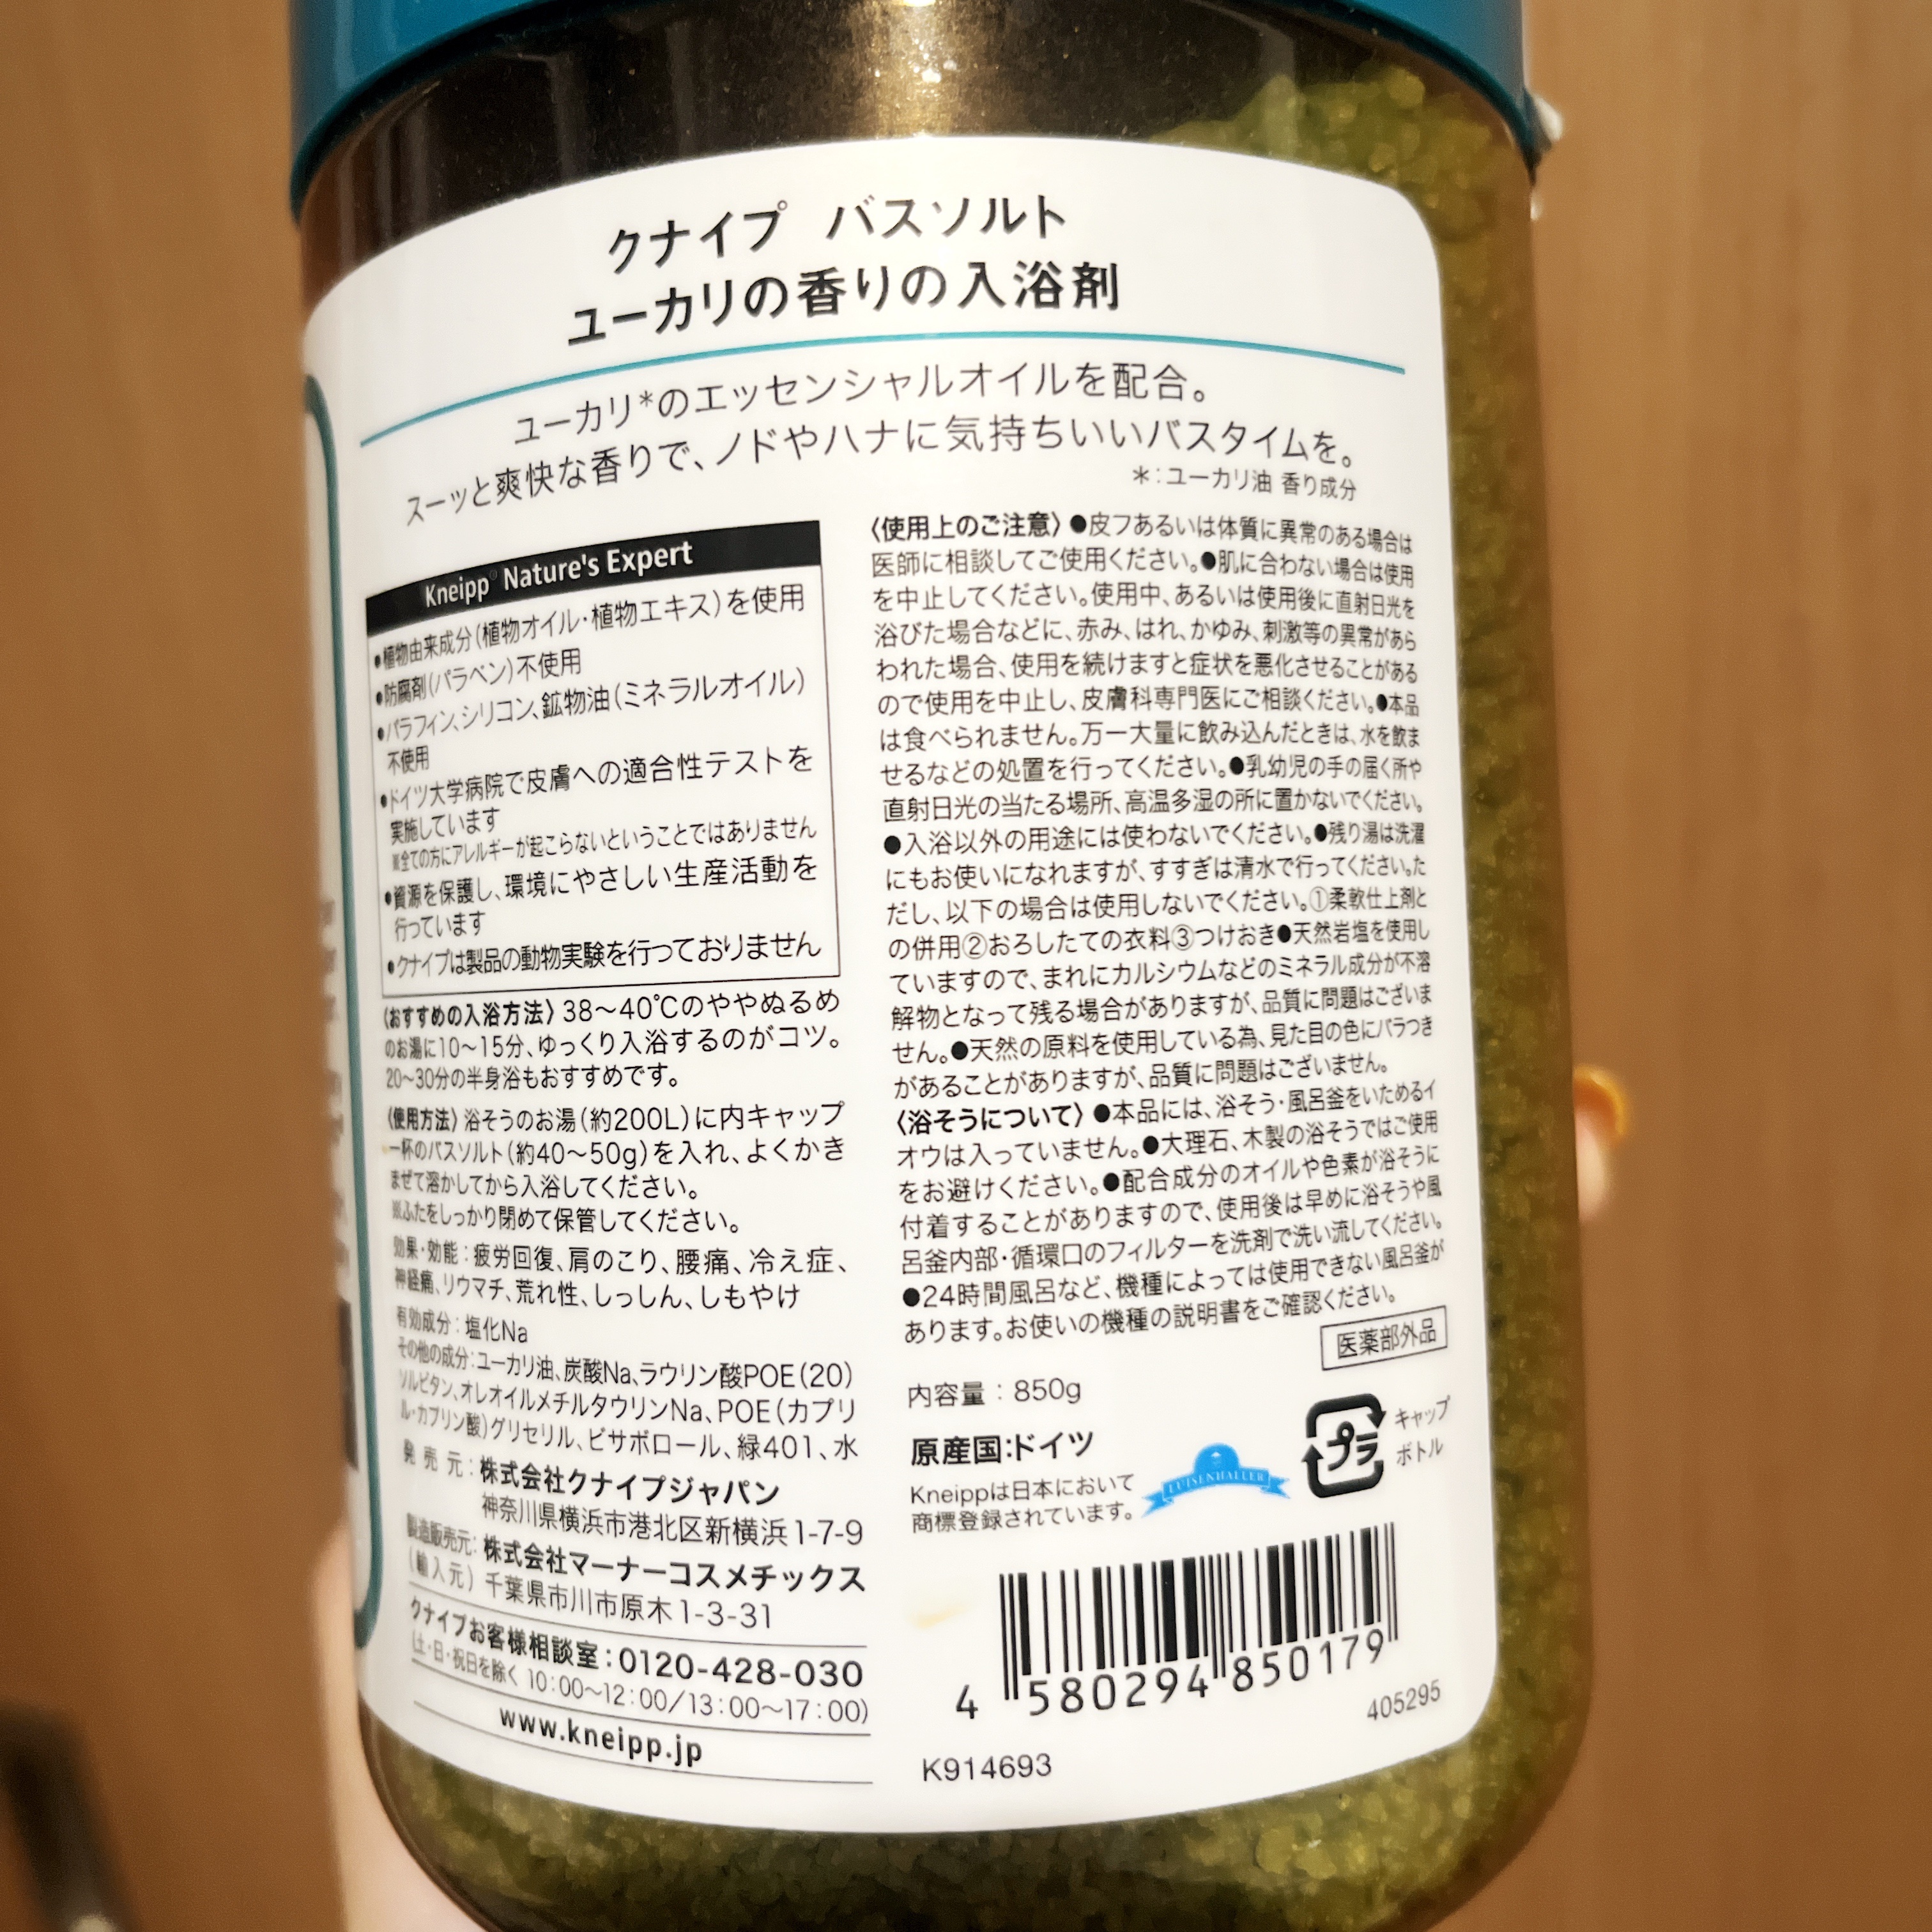 クナイプ バスソルト
ユーカリの香りの入浴剤
ユーカリ*のエッセンシャルオイルを配合。
スーッと爽快な香りで、ノドやハナに気持ちいいバスタイムを。
*:ユーカリ油 香り成分
Kneipp® Nature's Expert
●植物由来成分(植物オイル・植物エキス)を使用
●防腐剤(パラベン)不使用
●パラフィン、シリコン、鉱物油(ミネラルオイル)
不使用
●ドイツ大学病院で皮膚への適合性テストを
実施しています
※全ての方にアレルギーが起こらないということではありません
●資源を保護し、環境にやさしい生産活動を
行っています
●クナイプは製品の動物実験を行っておりません
〈おすすめの入浴方法〉38〜40℃のややぬるめ
のお湯に10〜15分、ゆっくり入浴するのがコツ。
20〜30分の半身浴もおすすめです。
〈使用方法〉浴そうのお湯(約200L)に内キャップ
一杯のバスソルト(約40〜50g)を入れ、よくかき
まぜて溶かしてから入浴してください。
※ふたをしっかり閉めて保管してください。
効果・効能:疲労回復、肩のこり、腰痛、冷え症、
神経痛、リウマチ、荒れ性、しっしん、しもやけ
有効成分:塩化Na
その他の成分:ユーカリ油、炭酸Na、ラウリン酸POE(20)
ソルビタン、オレオイルメチルタウリンNa、POE(カプリ
ル・カプリン酸)グリセリル、ビサボロール、緑401、水
発売元:株式会社クナイプジャパン
神奈川県横浜市港北区新横浜1-7-9
製造販売元:株式会社マーナーコスメチックス
(輸入元)千葉県市川市原木1-3-31
クナイプお客様相談室:0120-428-030
(土・日・祝日を除く 10:00〜12:00/13:00〜17:00)
www.kneipp.jp
〈使用上のご注意〉●皮フあるいは体質に異常のある場合は
医師に相談してご使用ください。●肌に合わない場合は使用
を中止してください。使用中、あるいは使用後に直射日光を
浴びた場合などに、赤み、はれ、かゆみ、刺激等の異常があら
われた場合、使用を続けますと症状を悪化させることがある
ので使用を中止し、皮膚科専門医にご相談ください。●本品
は食べられません。万一大量に飲み込んだときは、水を飲ま
せるなどの処置を行ってください。●乳幼児の手の届く所や
直射日光の当たる場所、高温多湿の所に置かないでください。
●入浴以外の用途には使わないでください。●残り湯は洗濯
にもお使いになれますが、すすぎは清水で行ってください。た
だし、以下の場合は使用しないでください。①柔軟仕上剤と
の併用②おろしたての衣料③つけおき●天然岩塩を使用し
ていますので、まれにカルシウムなどのミネラル成分が不溶
解物となって残る場合がありますが、品質に問題はございま
せん。●天然の原料を使用している為、見た目の色にバラつき
があることがありますが、品質に問題はございません。
〈浴そうについて〉●本品には、浴そう・風呂釜をいためるイ
オウは入っていません。●大理石、木製の浴そうではご使用
をお避けください。●配合成分のオイルや色素が浴そうに
付着することがありますので、使用後は早めに浴そうや風
呂釜内部・循環口のフィルターを洗剤で洗い流してください。
●24時間風呂など、機種によっては使用できない風呂釜が
あります。お使いの機種の説明書をご確認ください。
医薬部外品
内容量:850g
原産国:ドイツ
Kneippは日本において
商標登録されています。
LUISENHALLER
プラ
キャップ
ボトル
4 580294 850179
405295
K914693